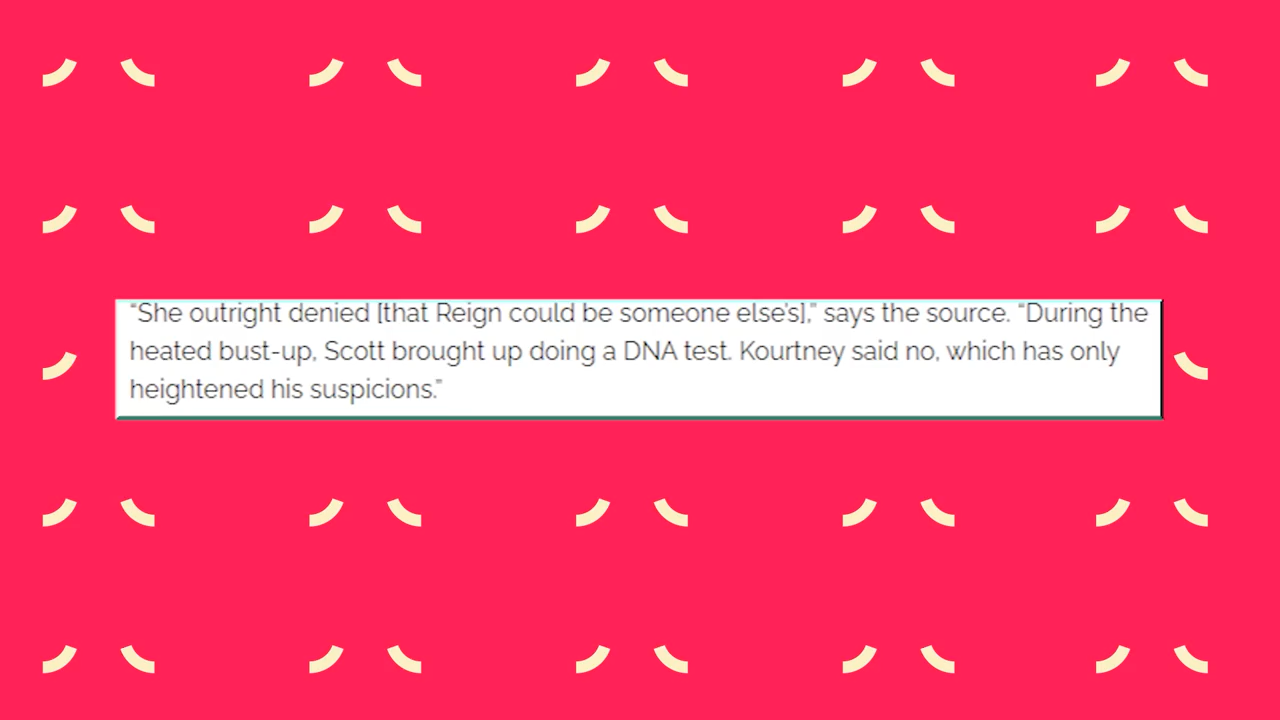 “She outright denied [that Reign could be someone else's],” says the source. “During the
heated bust-up, Scott brought up doing a DNA test. Kourtney said no, which has only
heightened his suspicions.”